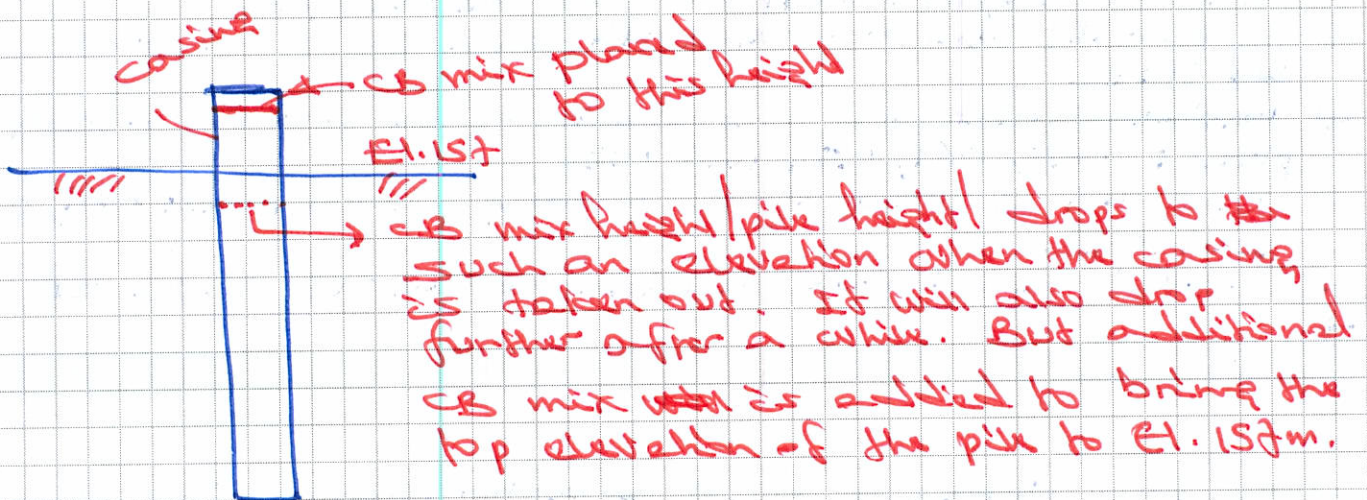 casing
CB mix placed
to this height
El. 157
CB mix height/pile height drops to
such an elevation when the casing
is taken out. It will also drop
further after a while. But additional
CB mix is added to bring the
top elevation of the pile to El. 157m.